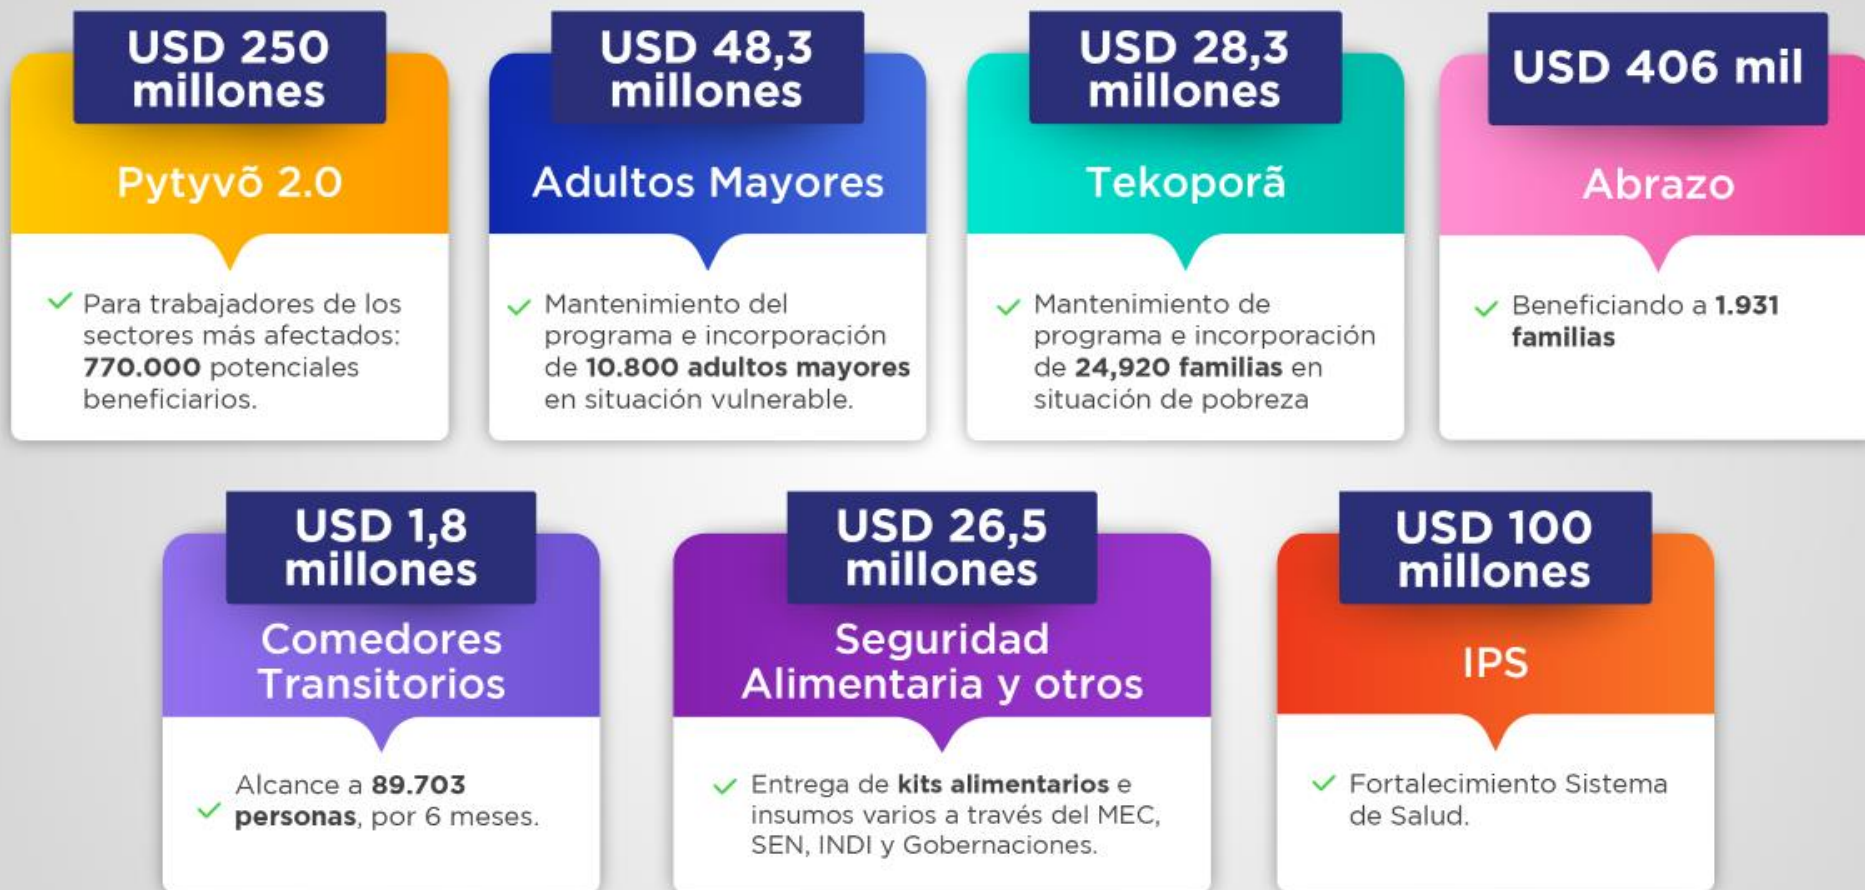 USD 250
millones
Pytyvõ 2.0
Para trabajadores de los
sectores más afectados:
770.000 potenciales
beneficiarios.
USD 48,3
millones
Adultos Mayores
Mantenimiento del
programa e incorporación
de 10.800 adultos mayores
en situación vulnerable.
USD 28,3
millones
Tekoporã
Mantenimiento de
programa e incorporación
de 24,920 familias en
situación de pobreza
USD 406 mil
Abrazo
Beneficiando a 1.931
familias
USD 1,8
millones
Comedores
Transitorios
Alcance a 89.703
personas, por 6 meses.
USD 26,5
millones
Seguridad
Alimentaria y otros
Entrega de kits alimentarios e
insumos varios a través del MEC,
SEN, INDI y Gobernaciones.
USD 100
millones
IPS
Fortalecimiento Sistema
de Salud.